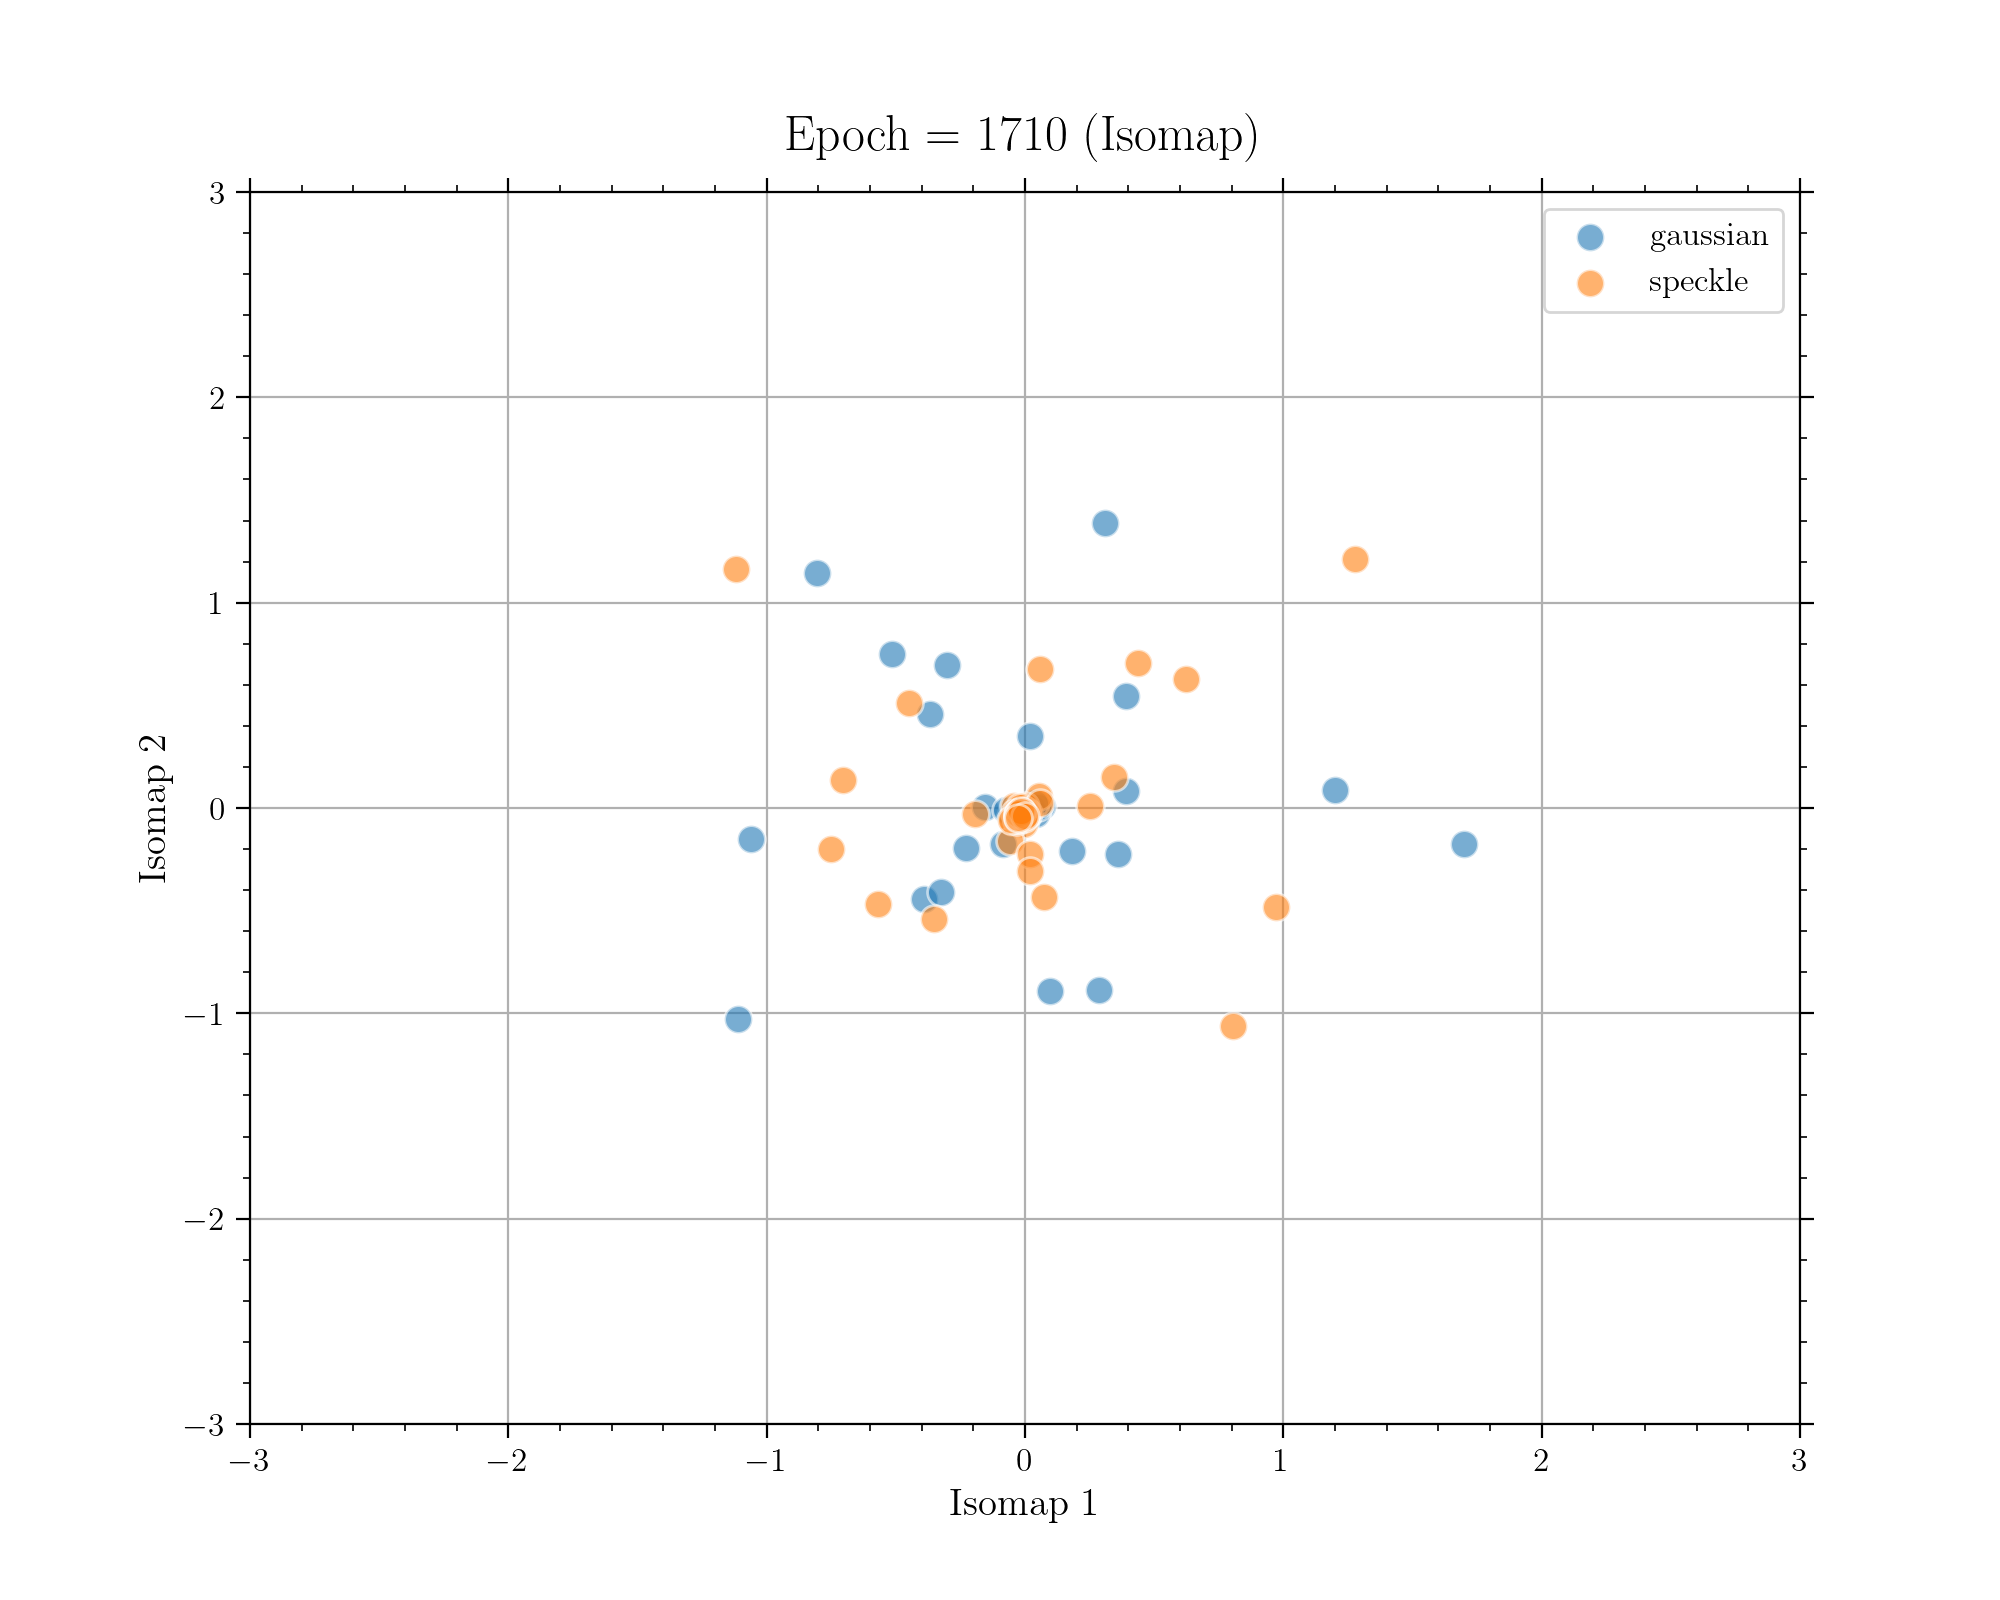 Epoch = 1710 (Isomap)
gaussian
speckle
3
2
1
0
−1
−2
−3
Isomap 2
−3
−2
−1
0
1
2
3
Isomap 1